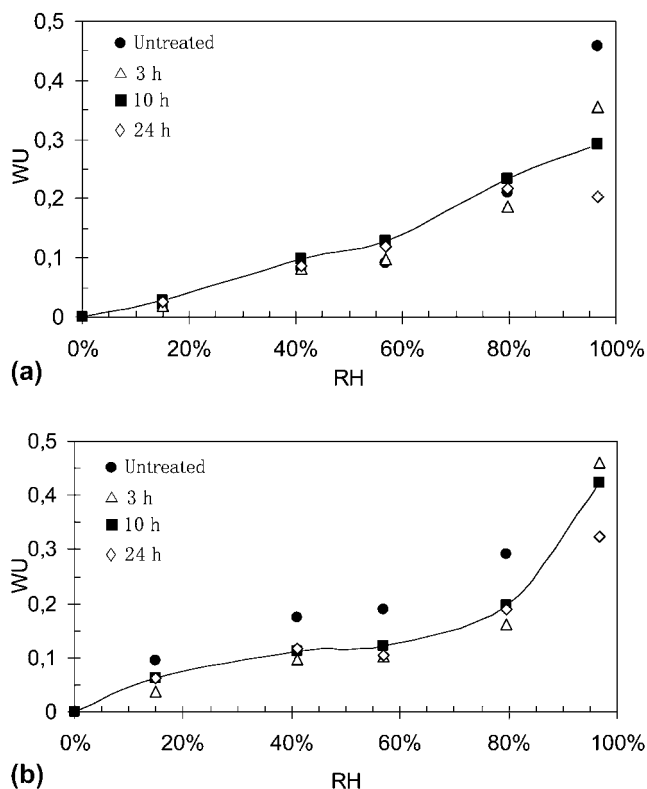 0,5
0,4
0,3
0,2
0,1
0
WU
Untreated
3 h
10 h
24 h
0% 20% 40% 60% 80% 100%
RH
(a)
0,5
0,4
0,3
0,2
0,1
0
WU
Untreated
3 h
10 h
24 h
0% 20% 40% 60% 80% 100%
RH
(b)